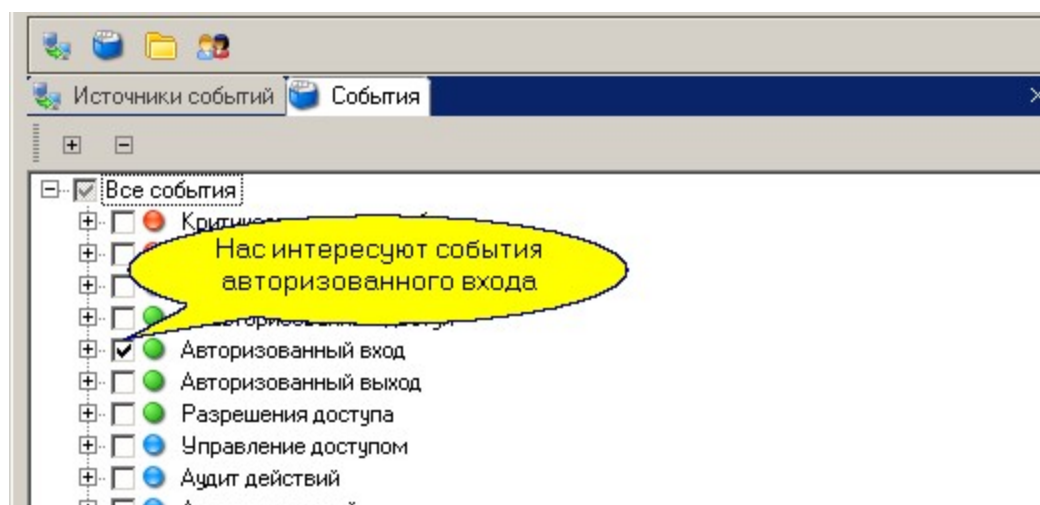 Источники событий
События
Все события
Нас интересуют события
авторизованного входа
Авторизованный вход
Авторизованный выход
Разрешения доступа
Управление доступом
Аудит действий